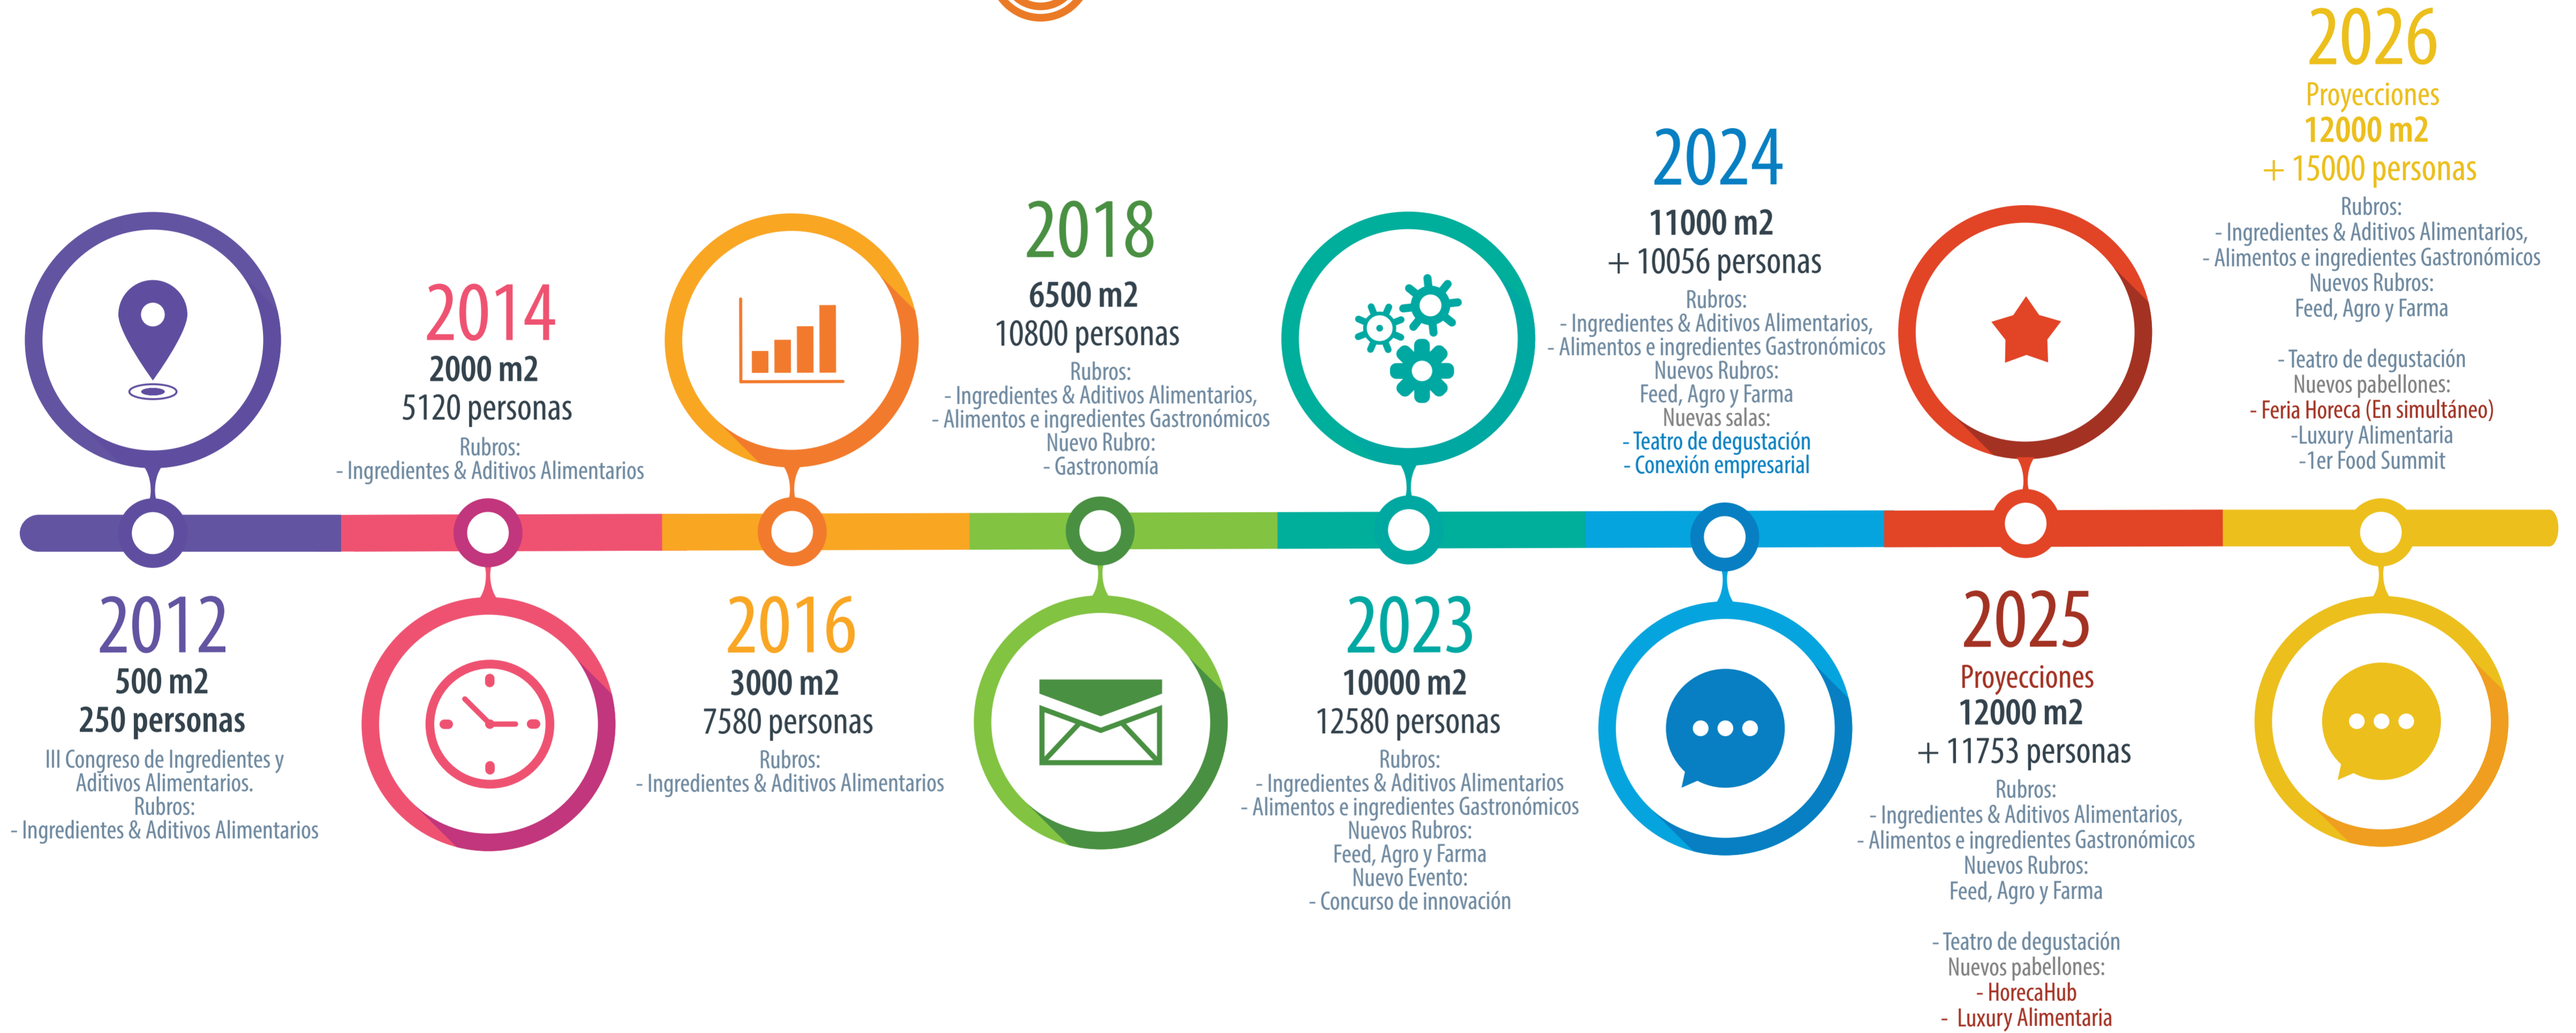 2012
500 m2
250 personas
III Congreso de Ingredientes y
Aditivos Alimentarios.
Rubros:
- Ingredientes & Aditivos Alimentarios
2014
2000 m2
5120 personas
Rubros:
- Ingredientes & Aditivos Alimentarios
2016
3000 m2
7580 personas
Rubros:
- Ingredientes & Aditivos Alimentarios
2018
6500 m2
10800 personas
Rubros:
- Ingredientes & Aditivos Alimentarios,
- Alimentos e ingredientes Gastronómicos
Nuevo Rubro:
- Gastronomía
2023
10000 m2
12580 personas
Rubros:
- Ingredientes & Aditivos Alimentarios
- Alimentos e ingredientes Gastronómicos
Nuevos Rubros:
Feed, Agro y Farma
Nuevo Evento:
- Concurso de innovación
2024
11000 m2
+ 10056 personas
Rubros:
- Ingredientes & Aditivos Alimentarios,
- Alimentos e ingredientes Gastronómicos
Nuevos Rubros:
Feed, Agro y Farma
Nuevas salas:
- Teatro de degustación
- Conexión empresarial
2025
Proyecciones
12000 m2
+ 11753 personas
Rubros:
- Ingredientes & Aditivos Alimentarios,
- Alimentos e ingredientes Gastronómicos
Nuevos Rubros:
Feed, Agro y Farma
- Teatro de degustación
Nuevos pabellones:
- HorecaHub
- Luxury Alimentaria
2026
Proyecciones
12000 m2
+ 15000 personas
Rubros:
- Ingredientes & Aditivos Alimentarios,
- Alimentos e ingredientes Gastronómicos
Nuevos Rubros:
Feed, Agro y Farma
- Teatro de degustación
Nuevos pabellones:
- Feria Horeca (En simultáneo)
-Luxury Alimentaria
-1er Food Summit